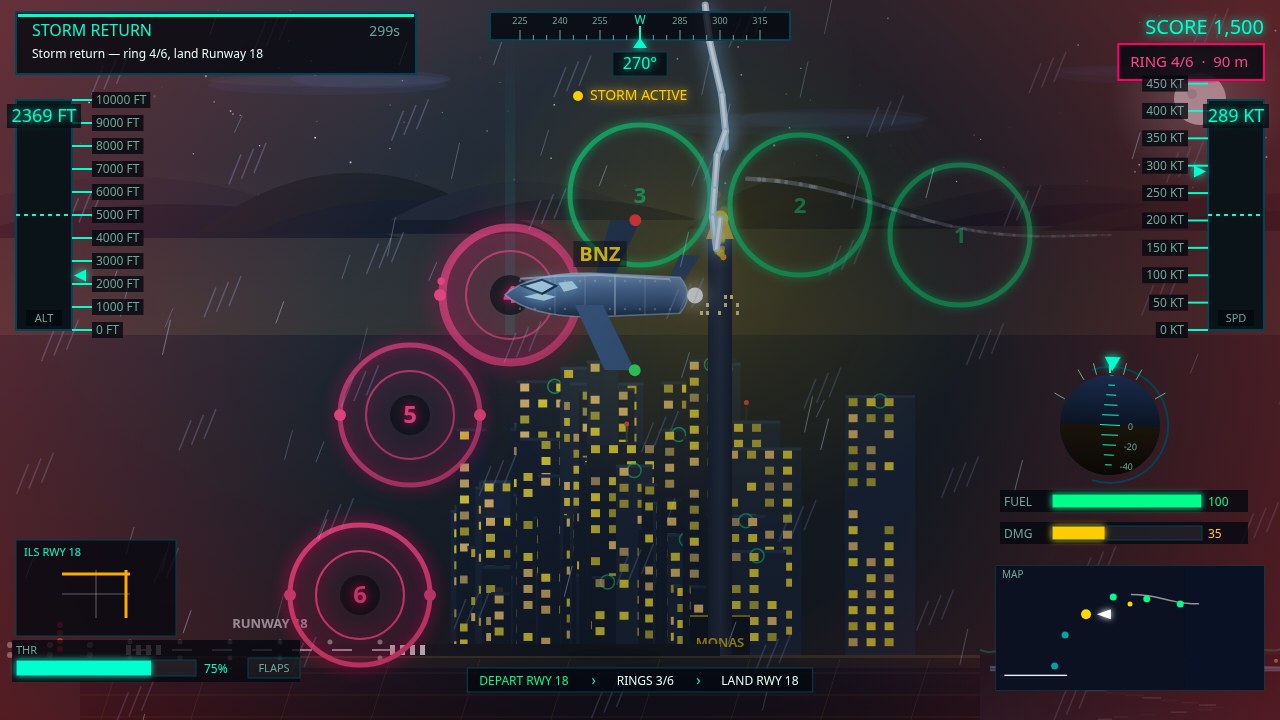 STORM RETURN
299s
Storm return — ring 4/6, land Runway 18
225 240 255 W 285 300 315
270°
STORM ACTIVE
SCORE 1,500
RING 4/6 · 90 m
2369 FT
10000 FT
9000 FT
8000 FT
7000 FT
6000 FT
5000 FT
4000 FT
3000 FT
2000 FT
1000 FT
0 FT
ALT
450 KT
400 KT
289 KT
350 KT
300 KT
250 KT
200 KT
150 KT
100 KT
50 KT
0 KT
SPD
3
2
1
BNZ
4
5
6
0
-20
-40
FUEL 100
DMG 35
MAP
ILS RWY 18
RUNWAY 18
MONAS
THR
75%
FLAPS
DEPART RWY 18 › RINGS 3/6 › LAND RWY 18